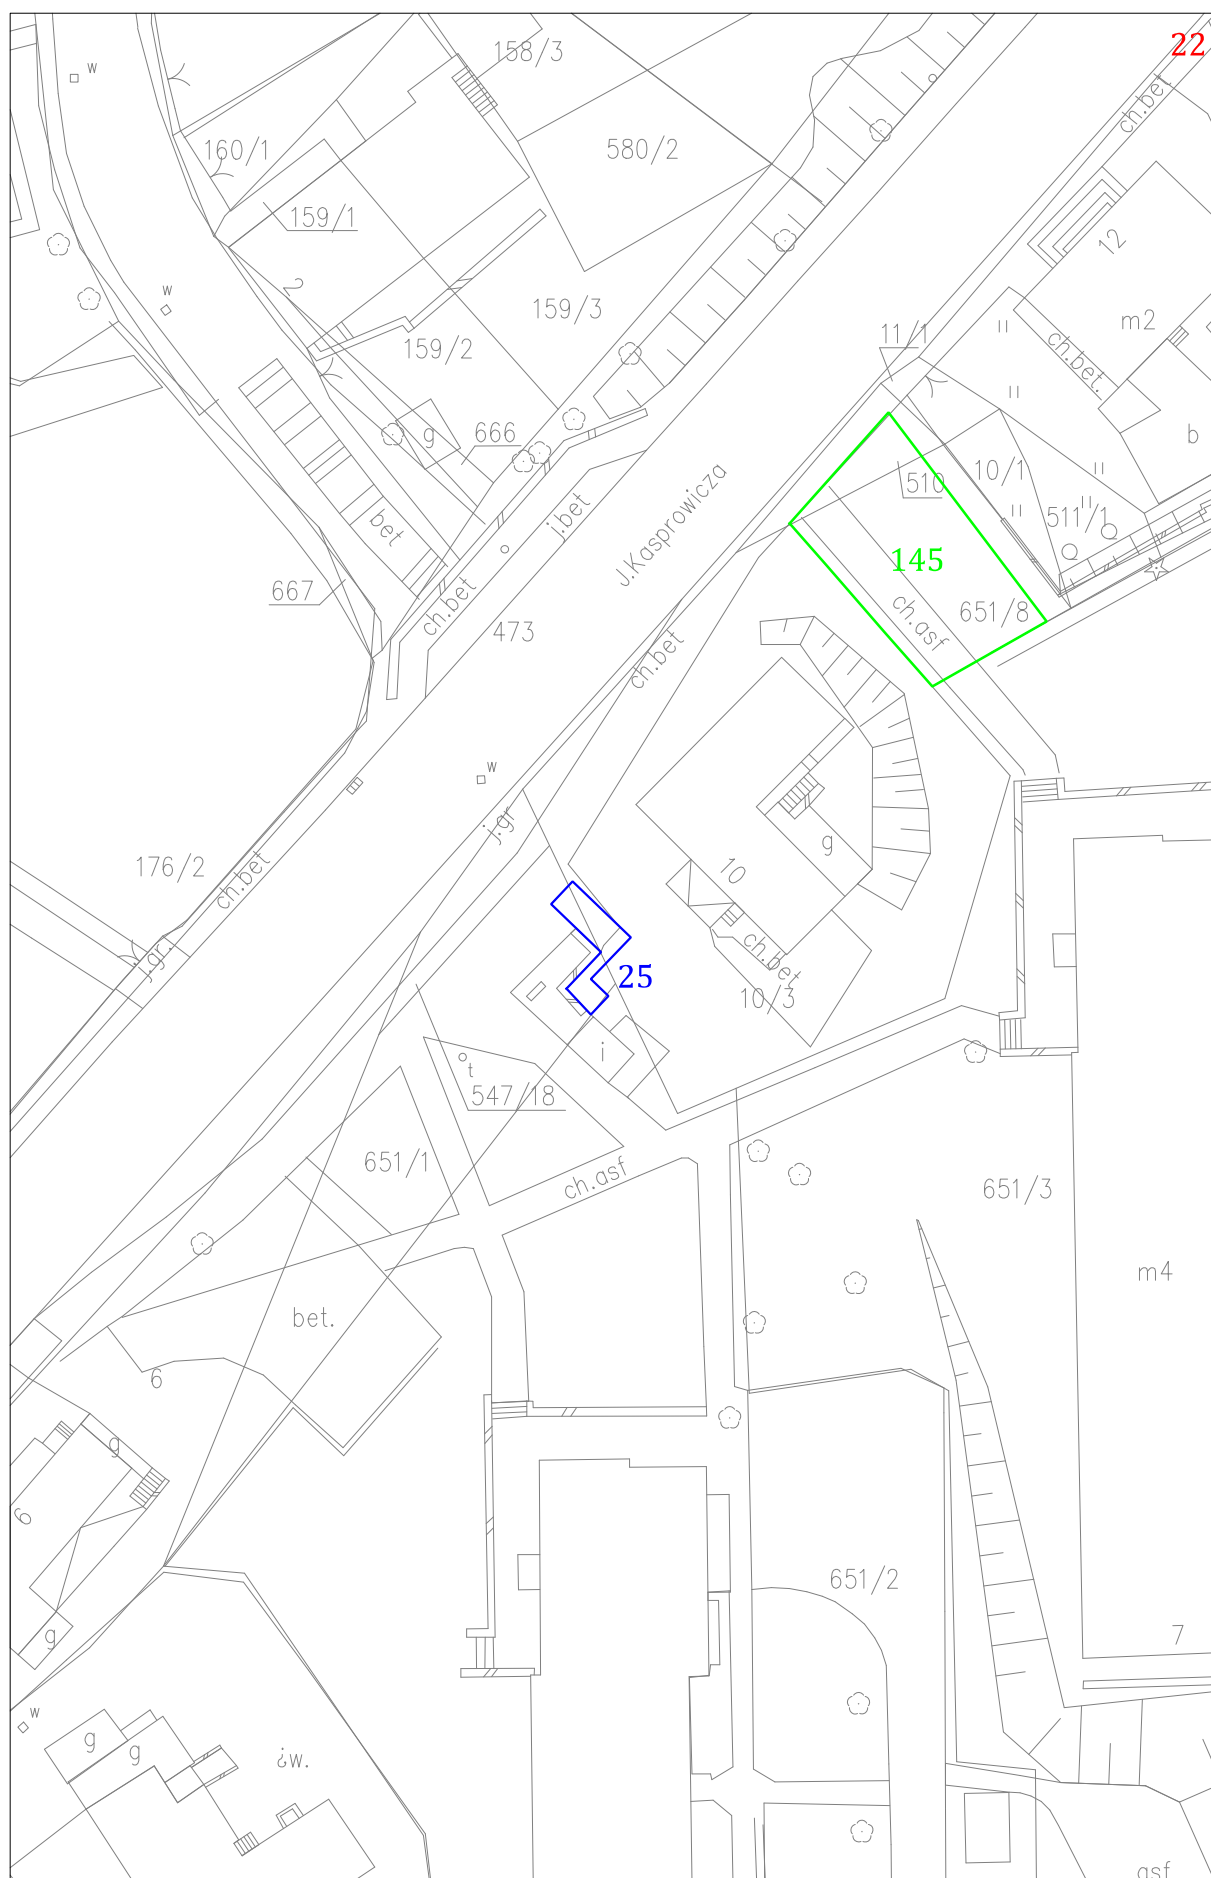 22
w
158/3
ch.bet
160/1
580/2
159/1
12
2
w
159/3
m2
11/1
159/2
ch.bet.
g
666
b
10/1
510
J.Kasprowicza
bet
j.bet
511/1
145
667
ch.bet
ch.asf
651/8
473
ch.bet
w
j.gr
g
176/2
ch.bet
10
ch.bet
j.gr.
25
10/3
i
t
547/18
651/1
ch.asf
651/3
m4
bet.
6
g
6
651/2
g
7
w
g
g
¿w.
asf